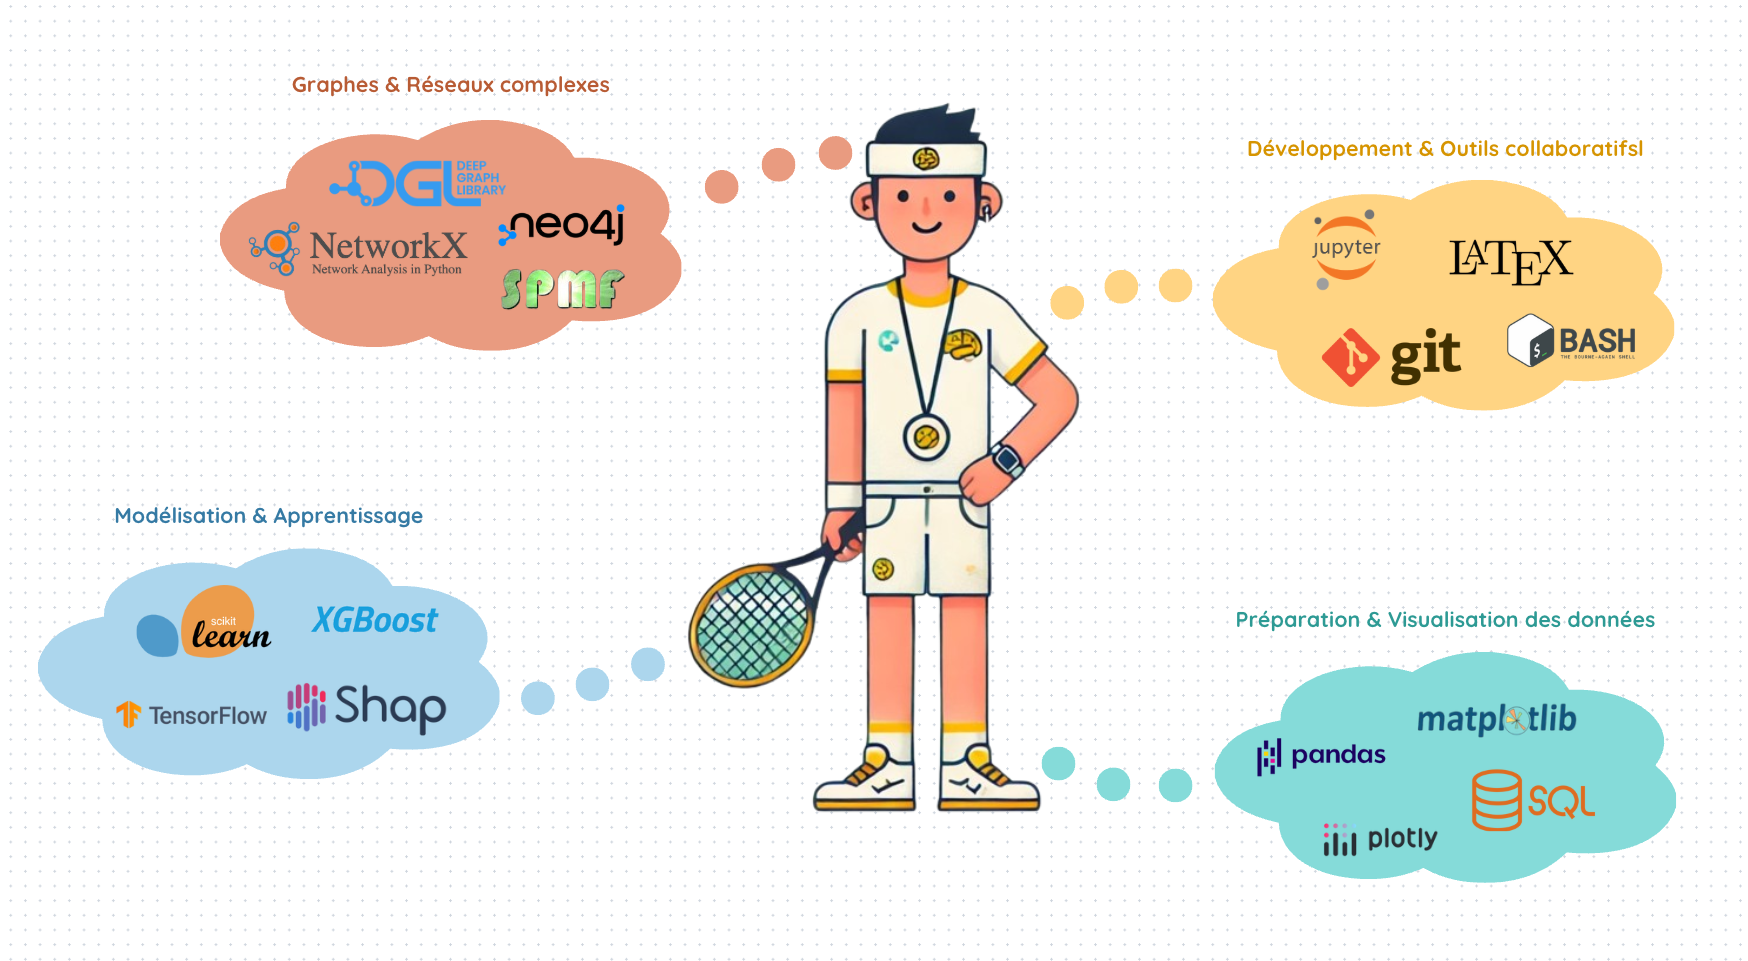 Graphes & Réseaux complexes
DGL DEEP
GRAPH
LIBRARY
neo4j
NetworkX
Network Analysis in Python
SPMF
Développement & Outils collaboratifsl
jupyter
LATEX
git
BASH
THE BOURNE-AGAIN SHELL
$_
Modélisation & Apprentissage
scikit
learn
XGBoost
TensorFlow
Shap
Préparation & Visualisation des données
matplotlib
pandas
SQL
plotly